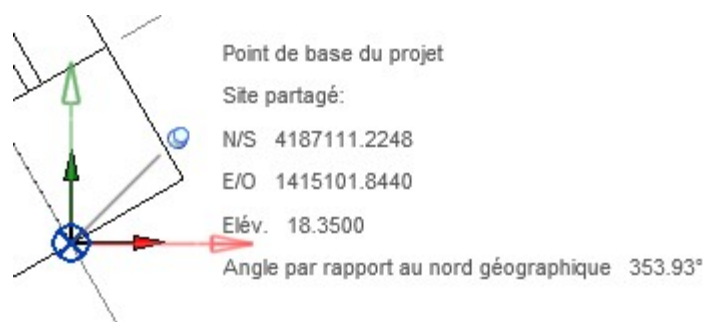 Point de base du projet
Site partagé:
N/S 4187111.2248
E/O 1415101.8440
Elév. 18.3500
Angle par rapport au nord géographique 353.93°